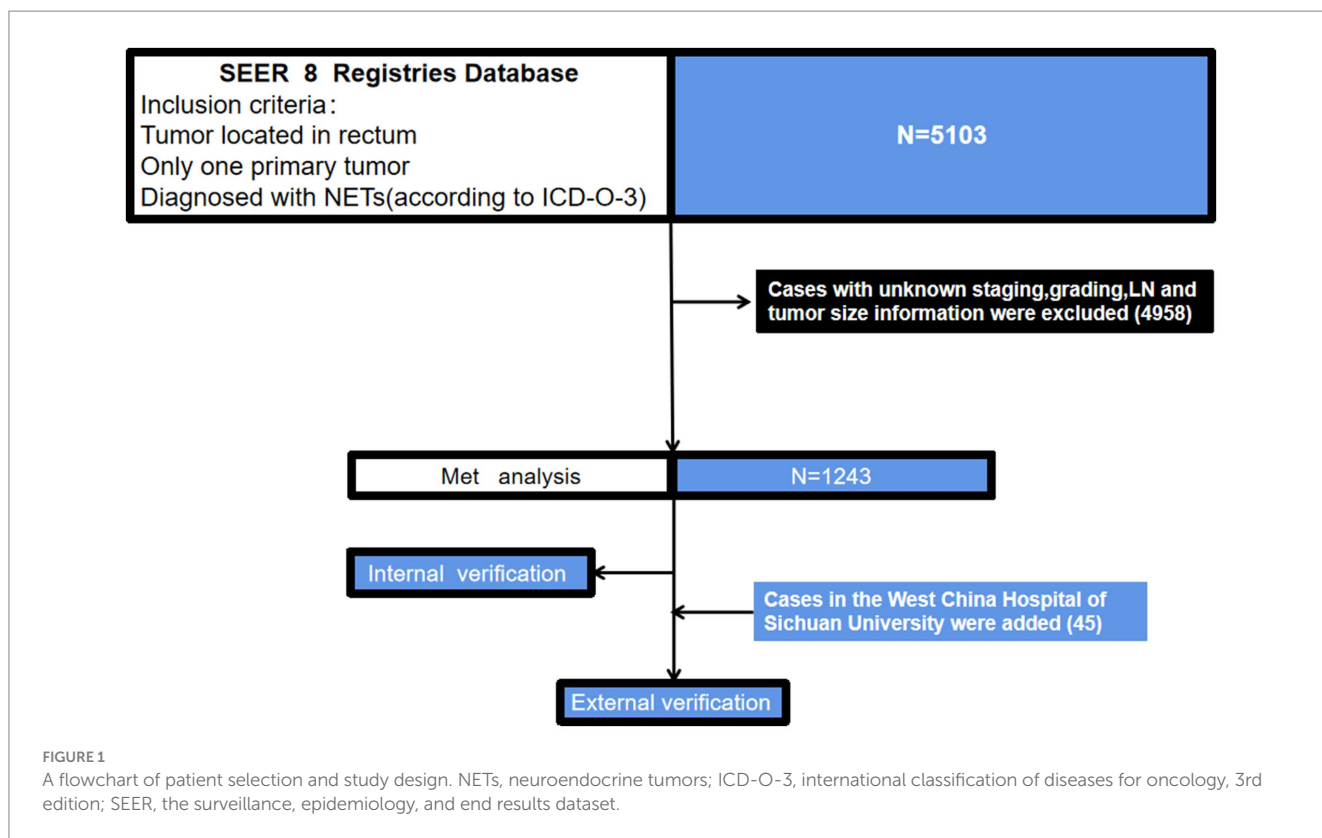 SEER 8 Registries Database
Inclusion criteria:
Tumor located in rectum
Only one primary tumor
Diagnosed with NETs(according to ICD-O-3)
N=5103
Cases with unknown staging,grading,LN and
tumor size information were excluded (4958)
Met analysis
N=1243
Internal verification
Cases in the West China Hospital of
Sichuan University were added (45)
External verification
FIGURE 1
A flowchart of patient selection and study design. NETs, neuroendocrine tumors; ICD-O-3, international classification of diseases for oncology, 3rd
edition; SEER, the surveillance, epidemiology, and end results dataset.